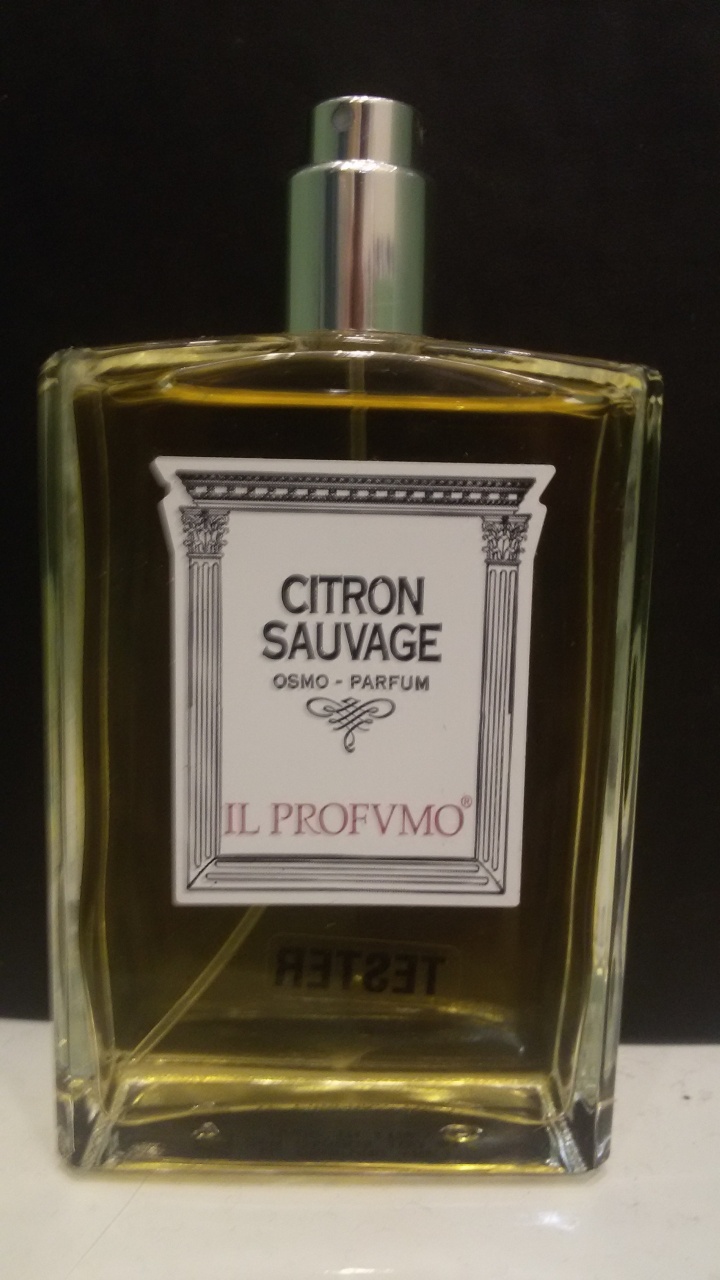 CITRON
SAUVAGE
OSMO - PARFUM
IL PROFVMO®
TESTER